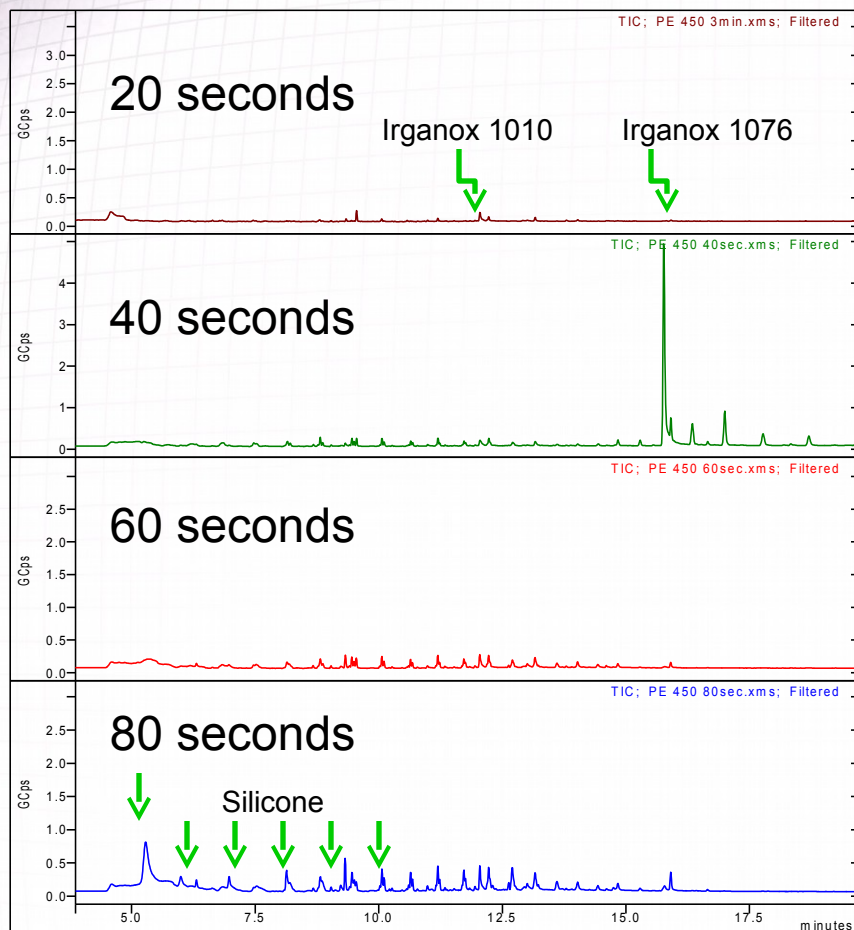 TIC; PE 450 3min.xms; Filtered
3.0
20 seconds
2.5
2.0
GCps
1.5
Irganox 1010 Irganox 1076
1.0
0.5
0.0
TIC; PE 450 40sec.xms; Filtered
4
40 seconds
3
GCps
2
1
0
TIC; PE 450 60sec.xms; Filtered
2.5
60 seconds
2.0
GCps
1.5
1.0
0.5
0.0
TIC; PE 450 80sec.xms; Filtered
2.5
80 seconds
2.0
GCps
1.5
Silicone
1.0
0.5
0.0
5.0 7.5 10.0 12.5 15.0 17.5
minutes